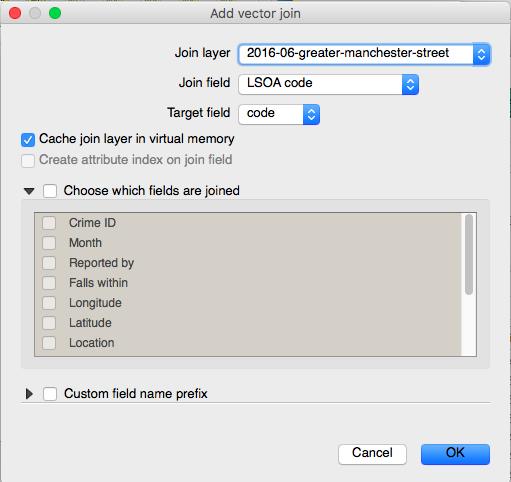 Add vector join
Join layer 2016-06-greater-manchester-street
Join field LSOA code
Target field code
Cache join layer in virtual memory
Create attribute index on join field
Choose which fields are joined
Crime ID
Month
Reported by
Falls within
Longitude
Latitude
Location
Custom field name prefix
Cancel OK